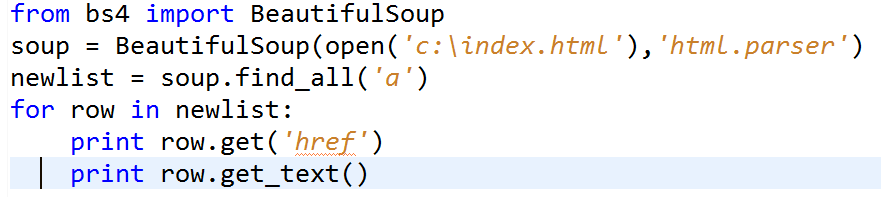 from bs4 import BeautifulSoup
soup = BeautifulSoup(open('c:\index.html'),'html.parser')
newlist = soup.find_all('a')
for row in newlist:
    print row.get('href')
    print row.get_text()